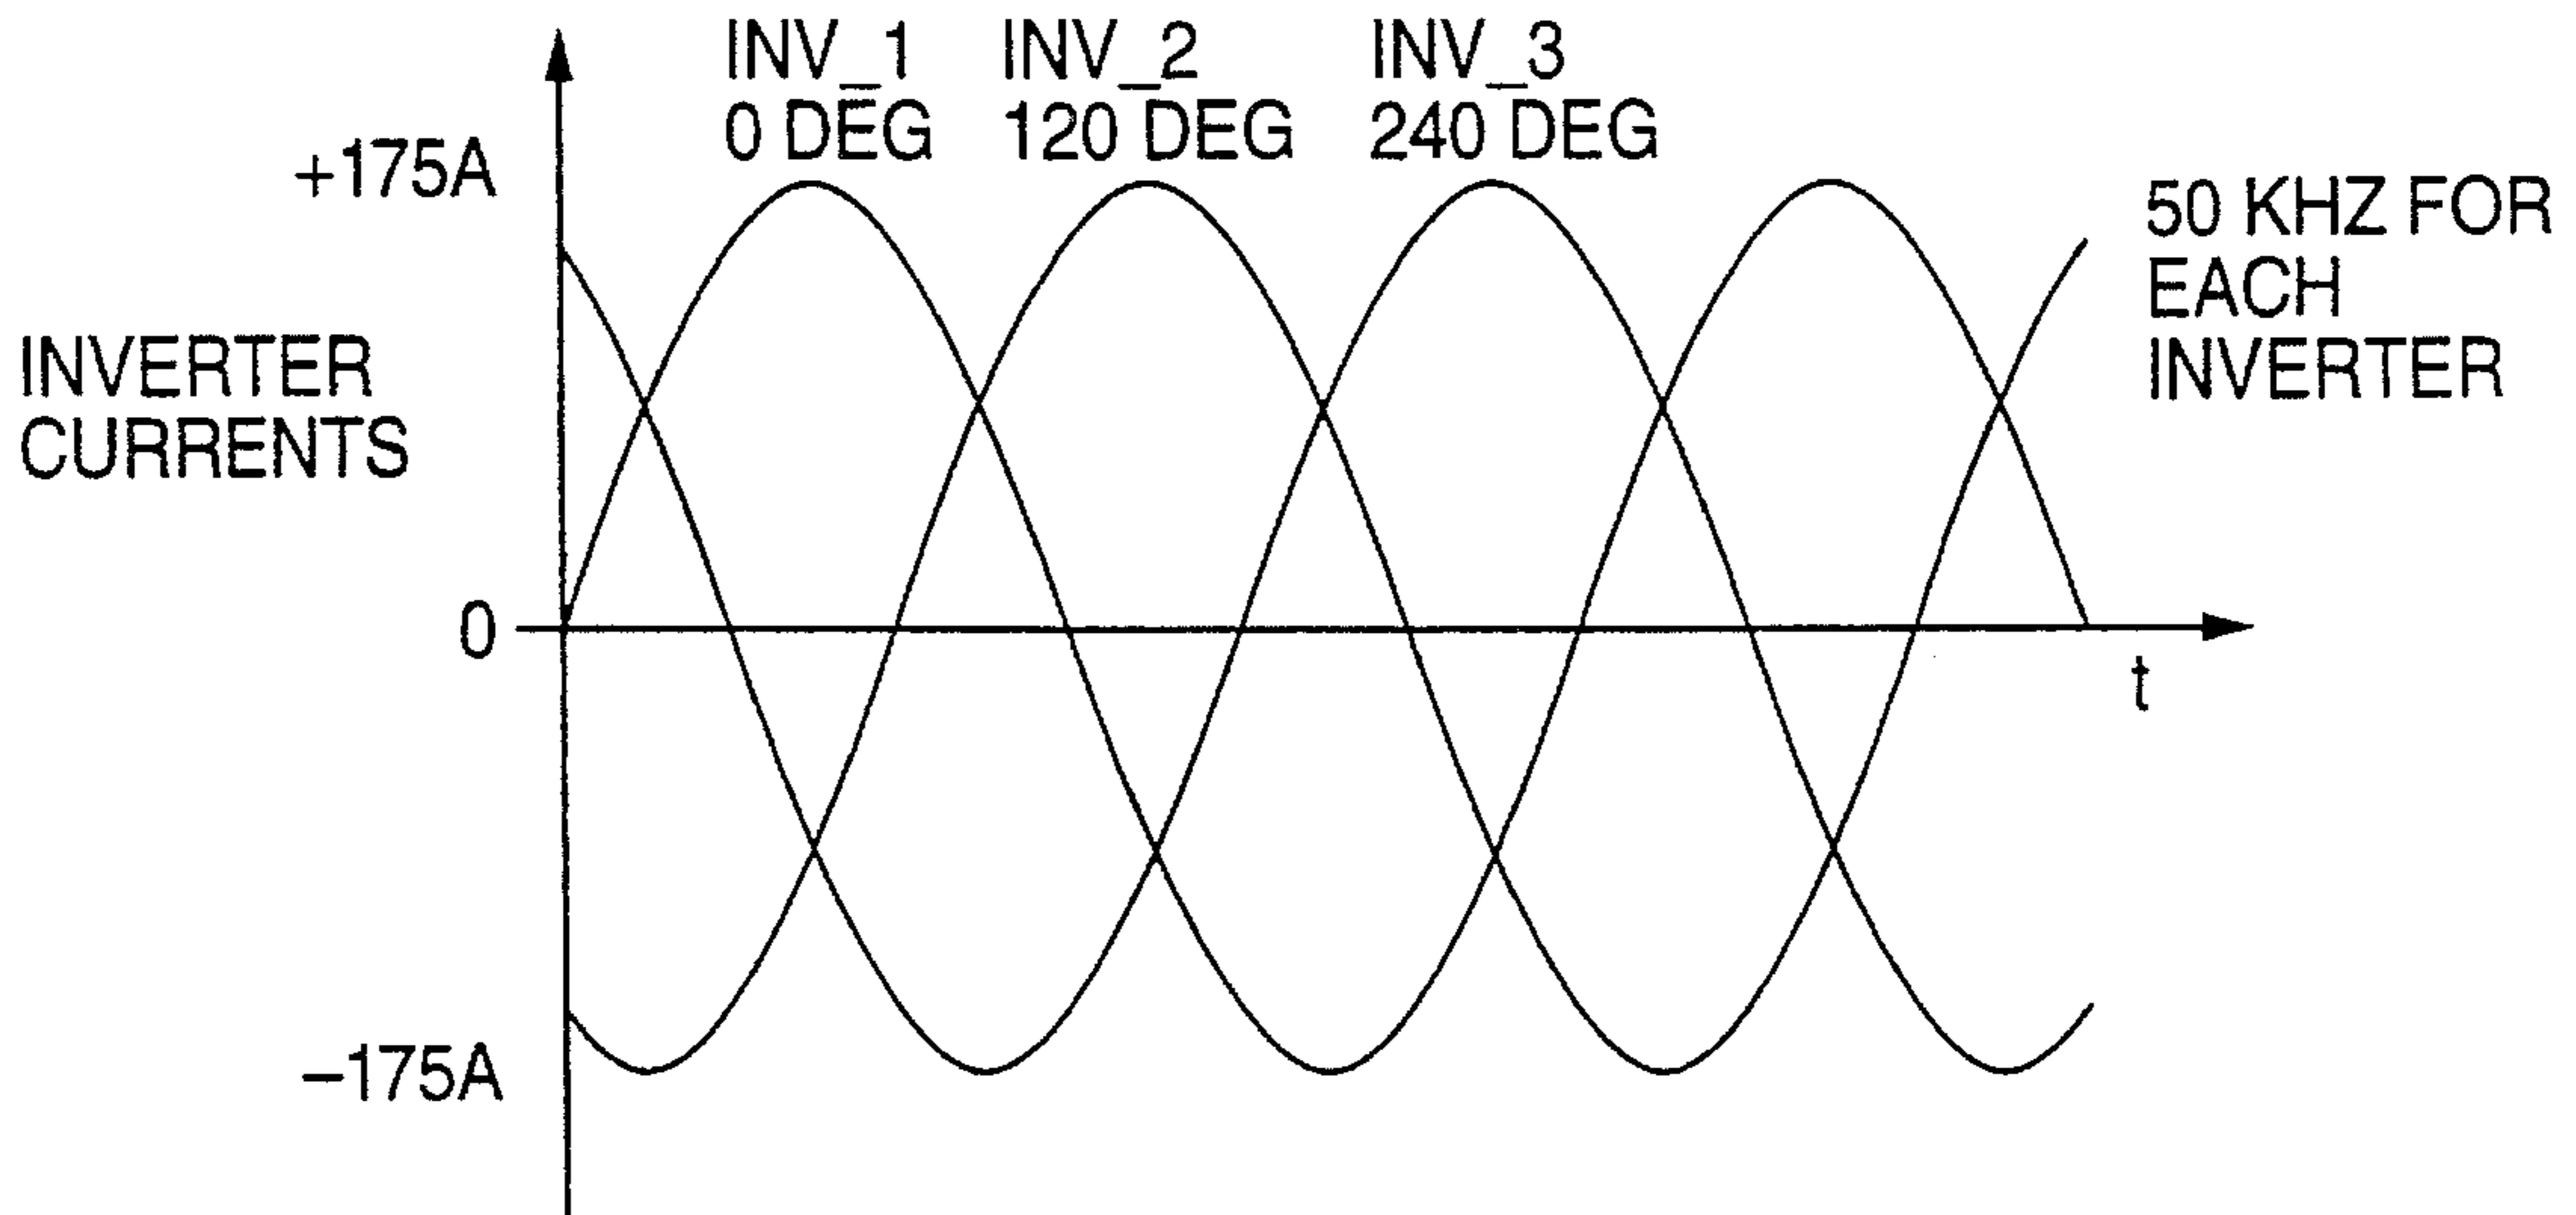 INV_1
0 DEG
INV_2
120 DEG
INV_3
240 DEG
+175A
50 KHZ FOR
EACH
INVERTER
INVERTER
CURRENTS
0
t
–175A